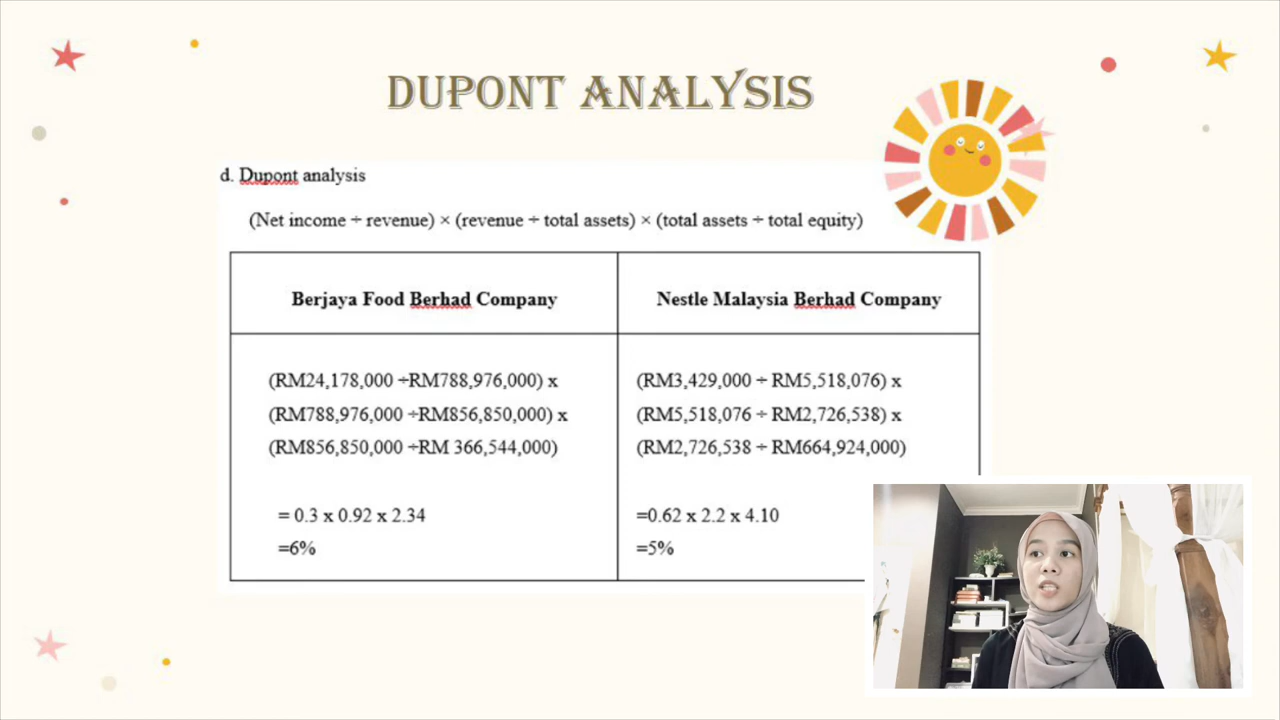 DUPONT ANALYSIS
d. Dupont analysis
(Net income ÷ revenue) × (revenue ÷ total assets) × (total assets ÷ total equity)
Berjaya Food Berhad Company
(RM24,178,000 ÷RM788,976,000) x
(RM788,976,000 ÷RM856,850,000) x
(RM856,850,000 ÷RM 366,544,000)
= 0.3 x 0.92 x 2.34
=6%
Nestle Malaysia Berhad Company
(RM3,429,000 ÷ RM5,518,076) x
(RM5,518,076 ÷ RM2,726,538) x
(RM2,726,538 ÷ RM664,924,000)
=0.62 x 2.2 x 4.10
=5%